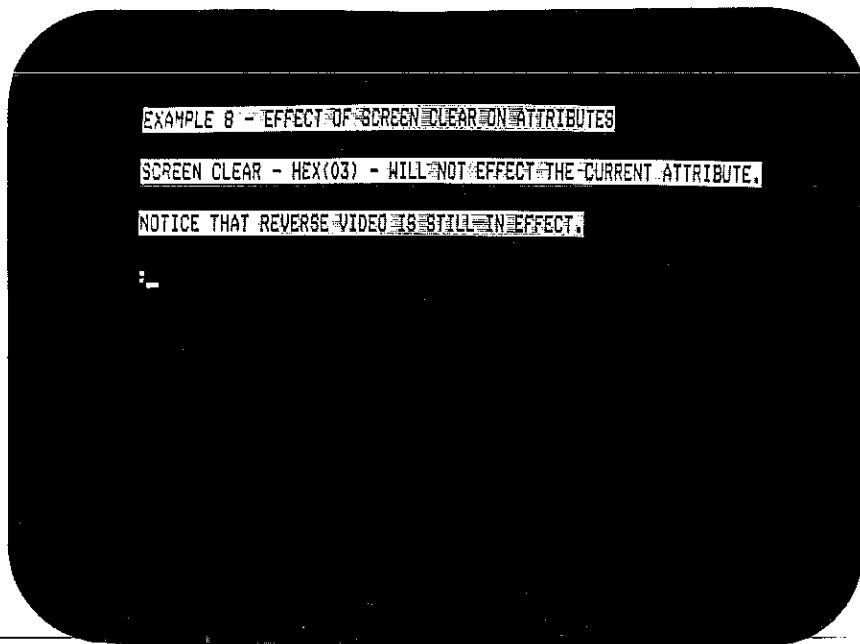 EXAMPLE 8 - EFFECT OF SCREEN CLEAR ON ATTRIBUTES
SCREEN CLEAR - HEX(03) - WILL NOT EFFECT THE CURRENT ATTRIBUTE.
NOTICE THAT REVERSE VIDEO IS STILL IN EFFECT.
:_